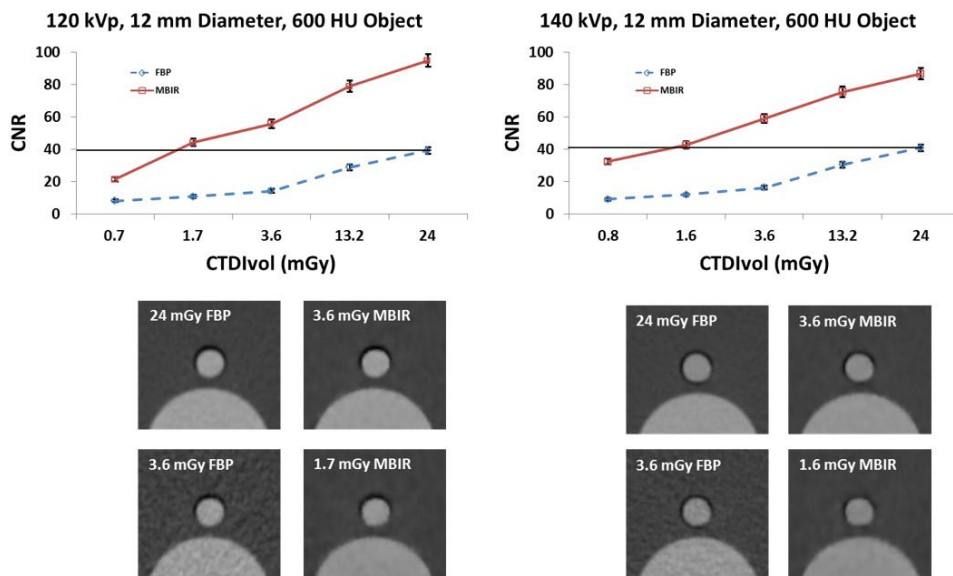 120 kVp, 12 mm Diameter, 600 HU Object
100
80
60
40
20
0
CNR
FBP
MBIR
0.7 1.7 3.6 13.2 24
CTDIvol (mGy)
24 mGy FBP
3.6 mGy MBIR
3.6 mGy FBP
1.7 mGy MBIR
140 kVp, 12 mm Diameter, 600 HU Object
100
80
60
40
20
0
CNR
FBP
MBIR
0.8 1.6 3.6 13.2 24
CTDIvol (mGy)
24 mGy FBP
3.6 mGy MBIR
3.6 mGy FBP
1.6 mGy MBIR